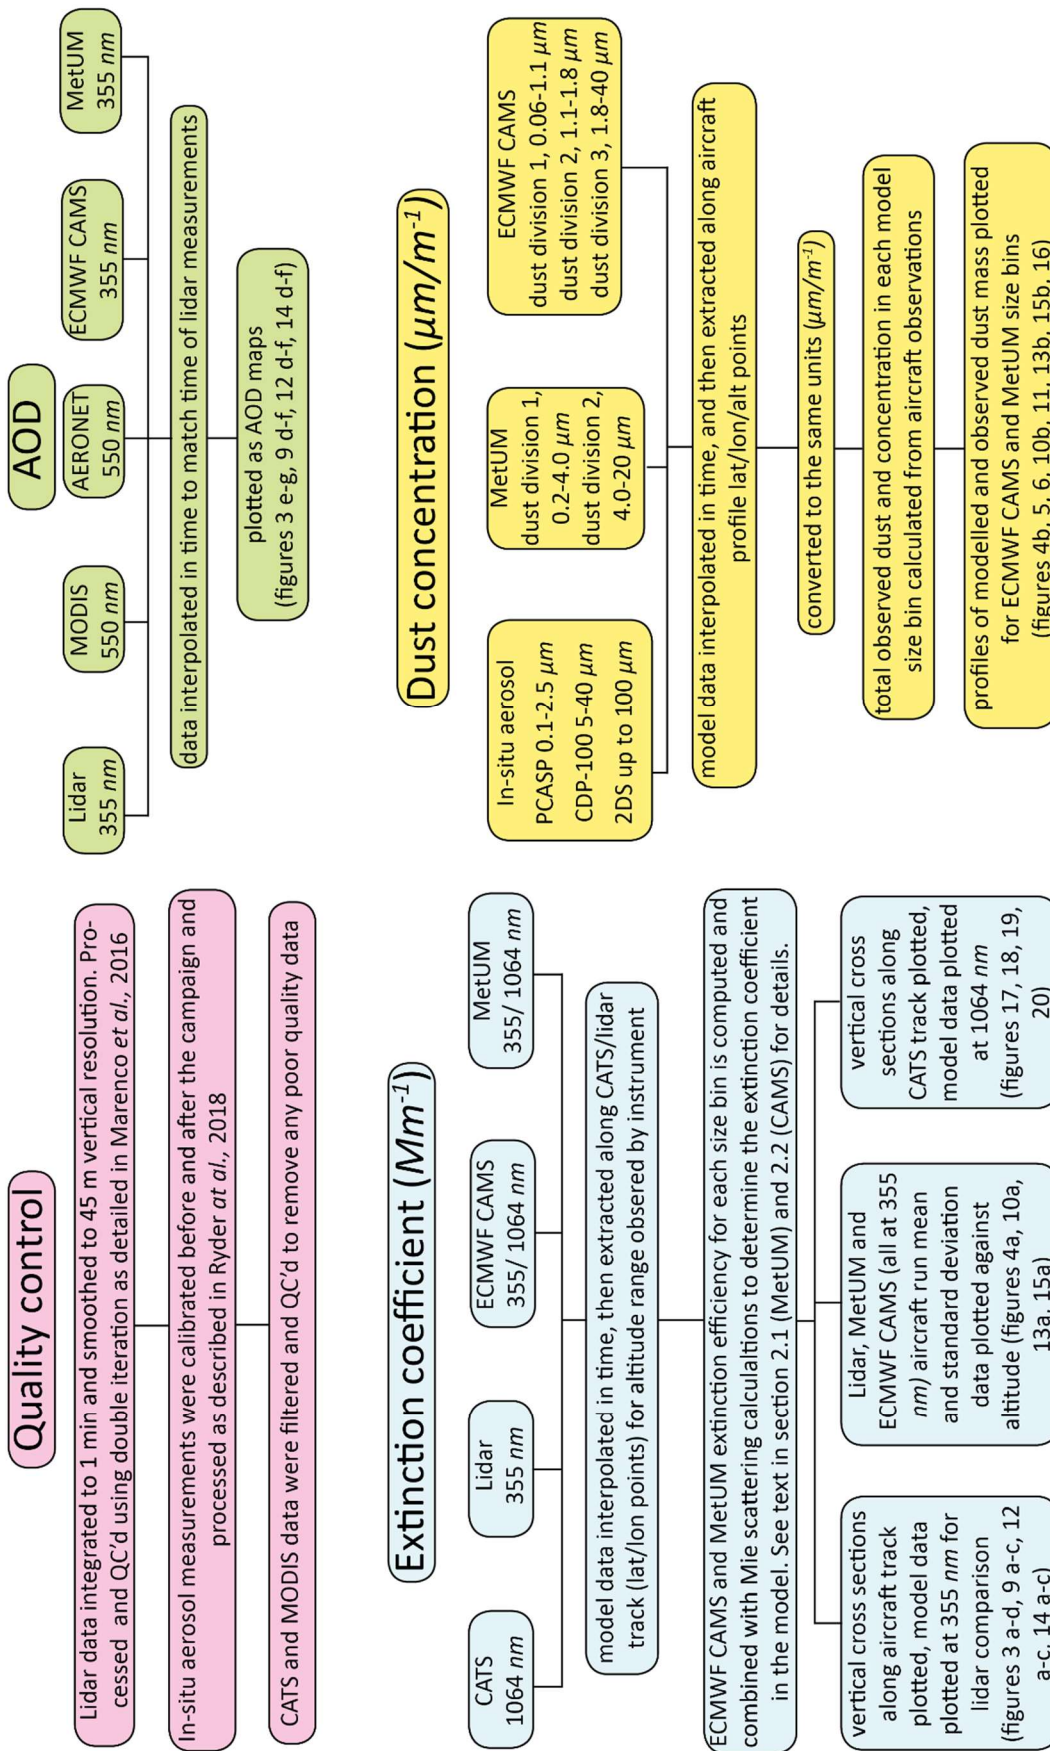 Quality control
Lidar data integrated to 1 min and smoothed to 45 m vertical resolution. Pro-
cessed and QC'd using double iteration as detailed in Marenco et al., 2016
In-situ aerosol measurements were calibrated before and after the campaign and
processed as described in Ryder at al., 2018
CATS and MODIS data were filtered and QC'd to remove any poor quality data
AOD
Lidar
355 nm
MODIS
550 nm
AERONET
550 nm
ECMWF CAMS
355 nm
MetUM
355 nm
data interpolated in time to match time of lidar measurements
plotted as AOD maps
(figures 3 e-g, 9 d-f, 12 d-f, 14 d-f)
Extinction coefficient (Mm⁻¹)
CATS
1064 nm
Lidar
355 nm
ECMWF CAMS
355/ 1064 nm
MetUM
355/ 1064 nm
model data interpolated in time, then extracted along CATS/lidar
track (lat/lon points) for altitude range obsered by instrument
ECMWF CAMS and MetUM extinction efficiency for each size bin is computed and
combined with Mie scattering calcualtions to determine the extinction coefficient
in the model. See text in section 2.1 (MetUM) and 2.2 (CAMS) for details.
vertical cross sections
along aircraft track
plotted, model data
plotted at 355 nm for
lidar comparison
(figures 3 a-d, 9 a-c, 12
a-c, 14 a-c)
Lidar, MetUM and
ECMWF CAMS (all at 355
nm) aircraft run mean
and standard deviation
data plotted against
altitude (figures 4a, 10a,
13a, 15a)
vertical cross
sections along
CATS track plotted,
model data plotted
at 1064 nm
(figures 17, 18, 19,
20)
Dust concentration (μm/m⁻¹)
In-situ aerosol
PCASP 0.1-2.5 μm
CDP-100 5-40 μm
2DS up to 100 μm
MetUM
dust division 1,
0.2-4.0 μm
dust division 2,
4.0-20 μm
ECMWF CAMS
dust division 1, 0.06-1.1 μm
dust division 2, 1.1-1.8 μm
dust division 3, 1.8-40 μm
model data interpolated in time, and then extracted along aircraft
profile lat/lon/alt points
converted to the same units (μm/m⁻¹)
total observed dust and concentration in each model
size bin calculated from aircraft observations
profiles of modelled and observed dust mass plotted
for ECMWF CAMS and MetUM size bins
(figures 4b, 5, 6, 10b, 11, 13b, 15b, 16)